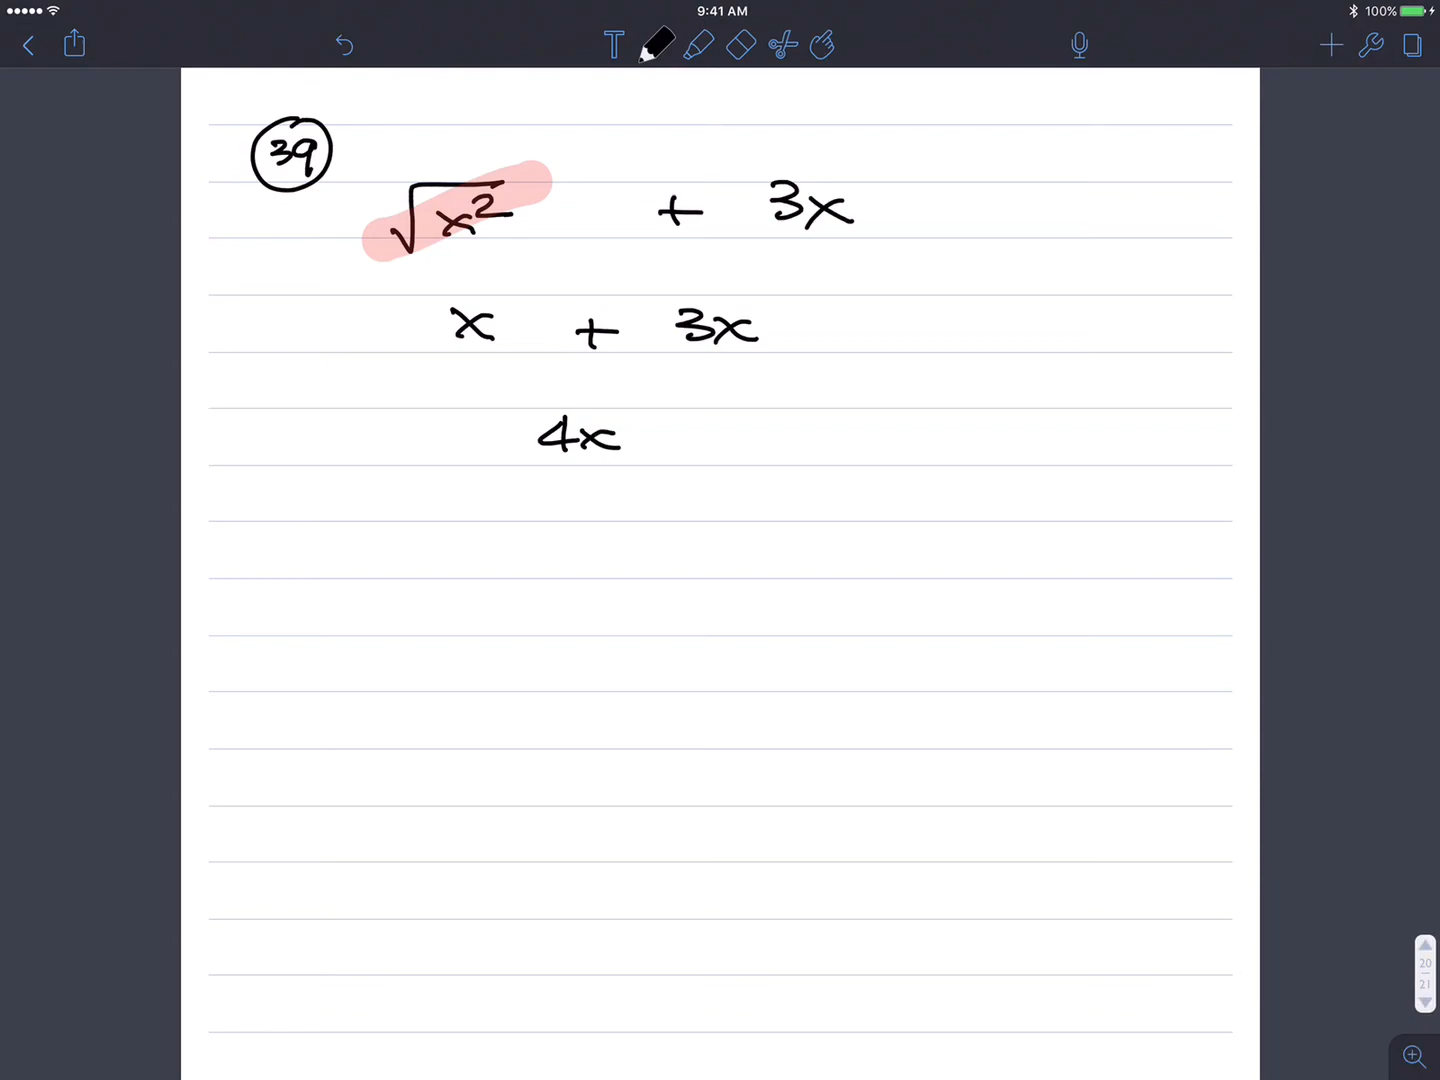 9:41 AM
100%
T
39
√x² + 3x
x + 3x
4x
20
21